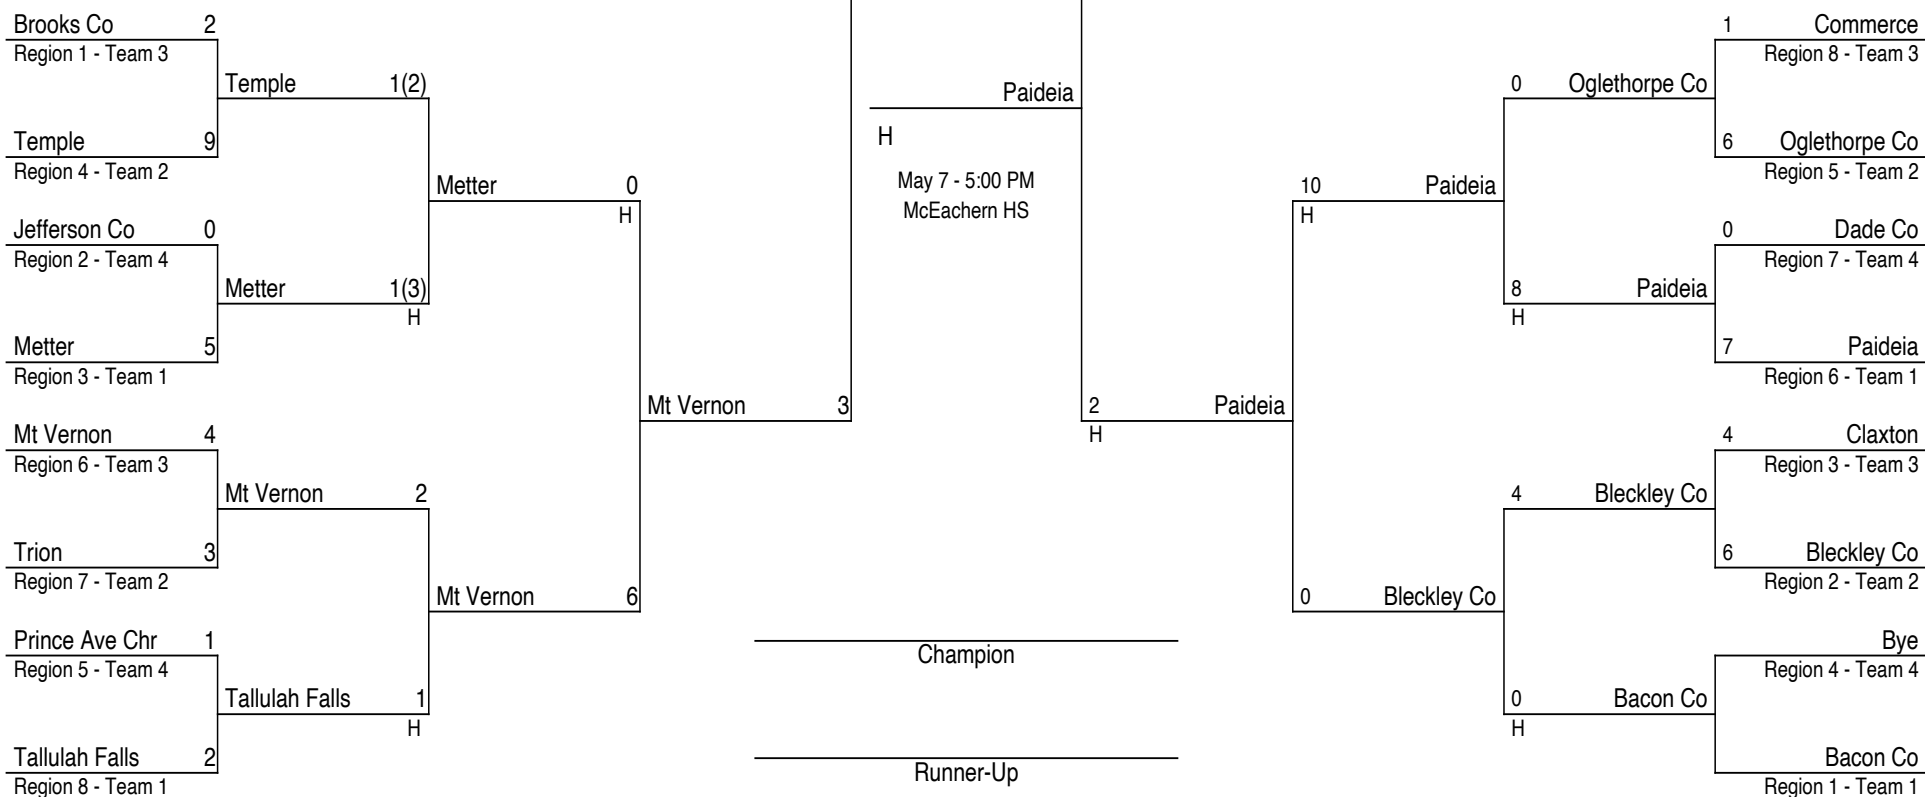 Brooks Co 2
Region 1 - Team 3
Temple 9
Region 4 - Team 2
Jefferson Co 0
Region 2 - Team 4
Metter 5
Region 3 - Team 1
Mt Vernon 4
Region 6 - Team 3
Trion 3
Region 7 - Team 2
Prince Ave Chr 1
Region 5 - Team 4
Tallulah Falls 2
Region 8 - Team 1
Temple 1(2)
Metter 1(3)
H
Mt Vernon 2
Tallulah Falls 1
H
Metter 0
H
Mt Vernon 6
Mt Vernon 3
Paideia
H
May 7 - 5:00 PM
McEachern HS
Champion
Runner-Up
2 Paideia
H
10 Paideia
H
0 Bleckley Co
0 Oglethorpe Co
8 Paideia
H
4 Bleckley Co
0 Bacon Co
H
1 Commerce
Region 8 - Team 3
6 Oglethorpe Co
Region 5 - Team 2
0 Dade Co
Region 7 - Team 4
7 Paideia
Region 6 - Team 1
4 Claxton
Region 3 - Team 3
6 Bleckley Co
Region 2 - Team 2
Bye
Region 4 - Team 4
Bacon Co
Region 1 - Team 1